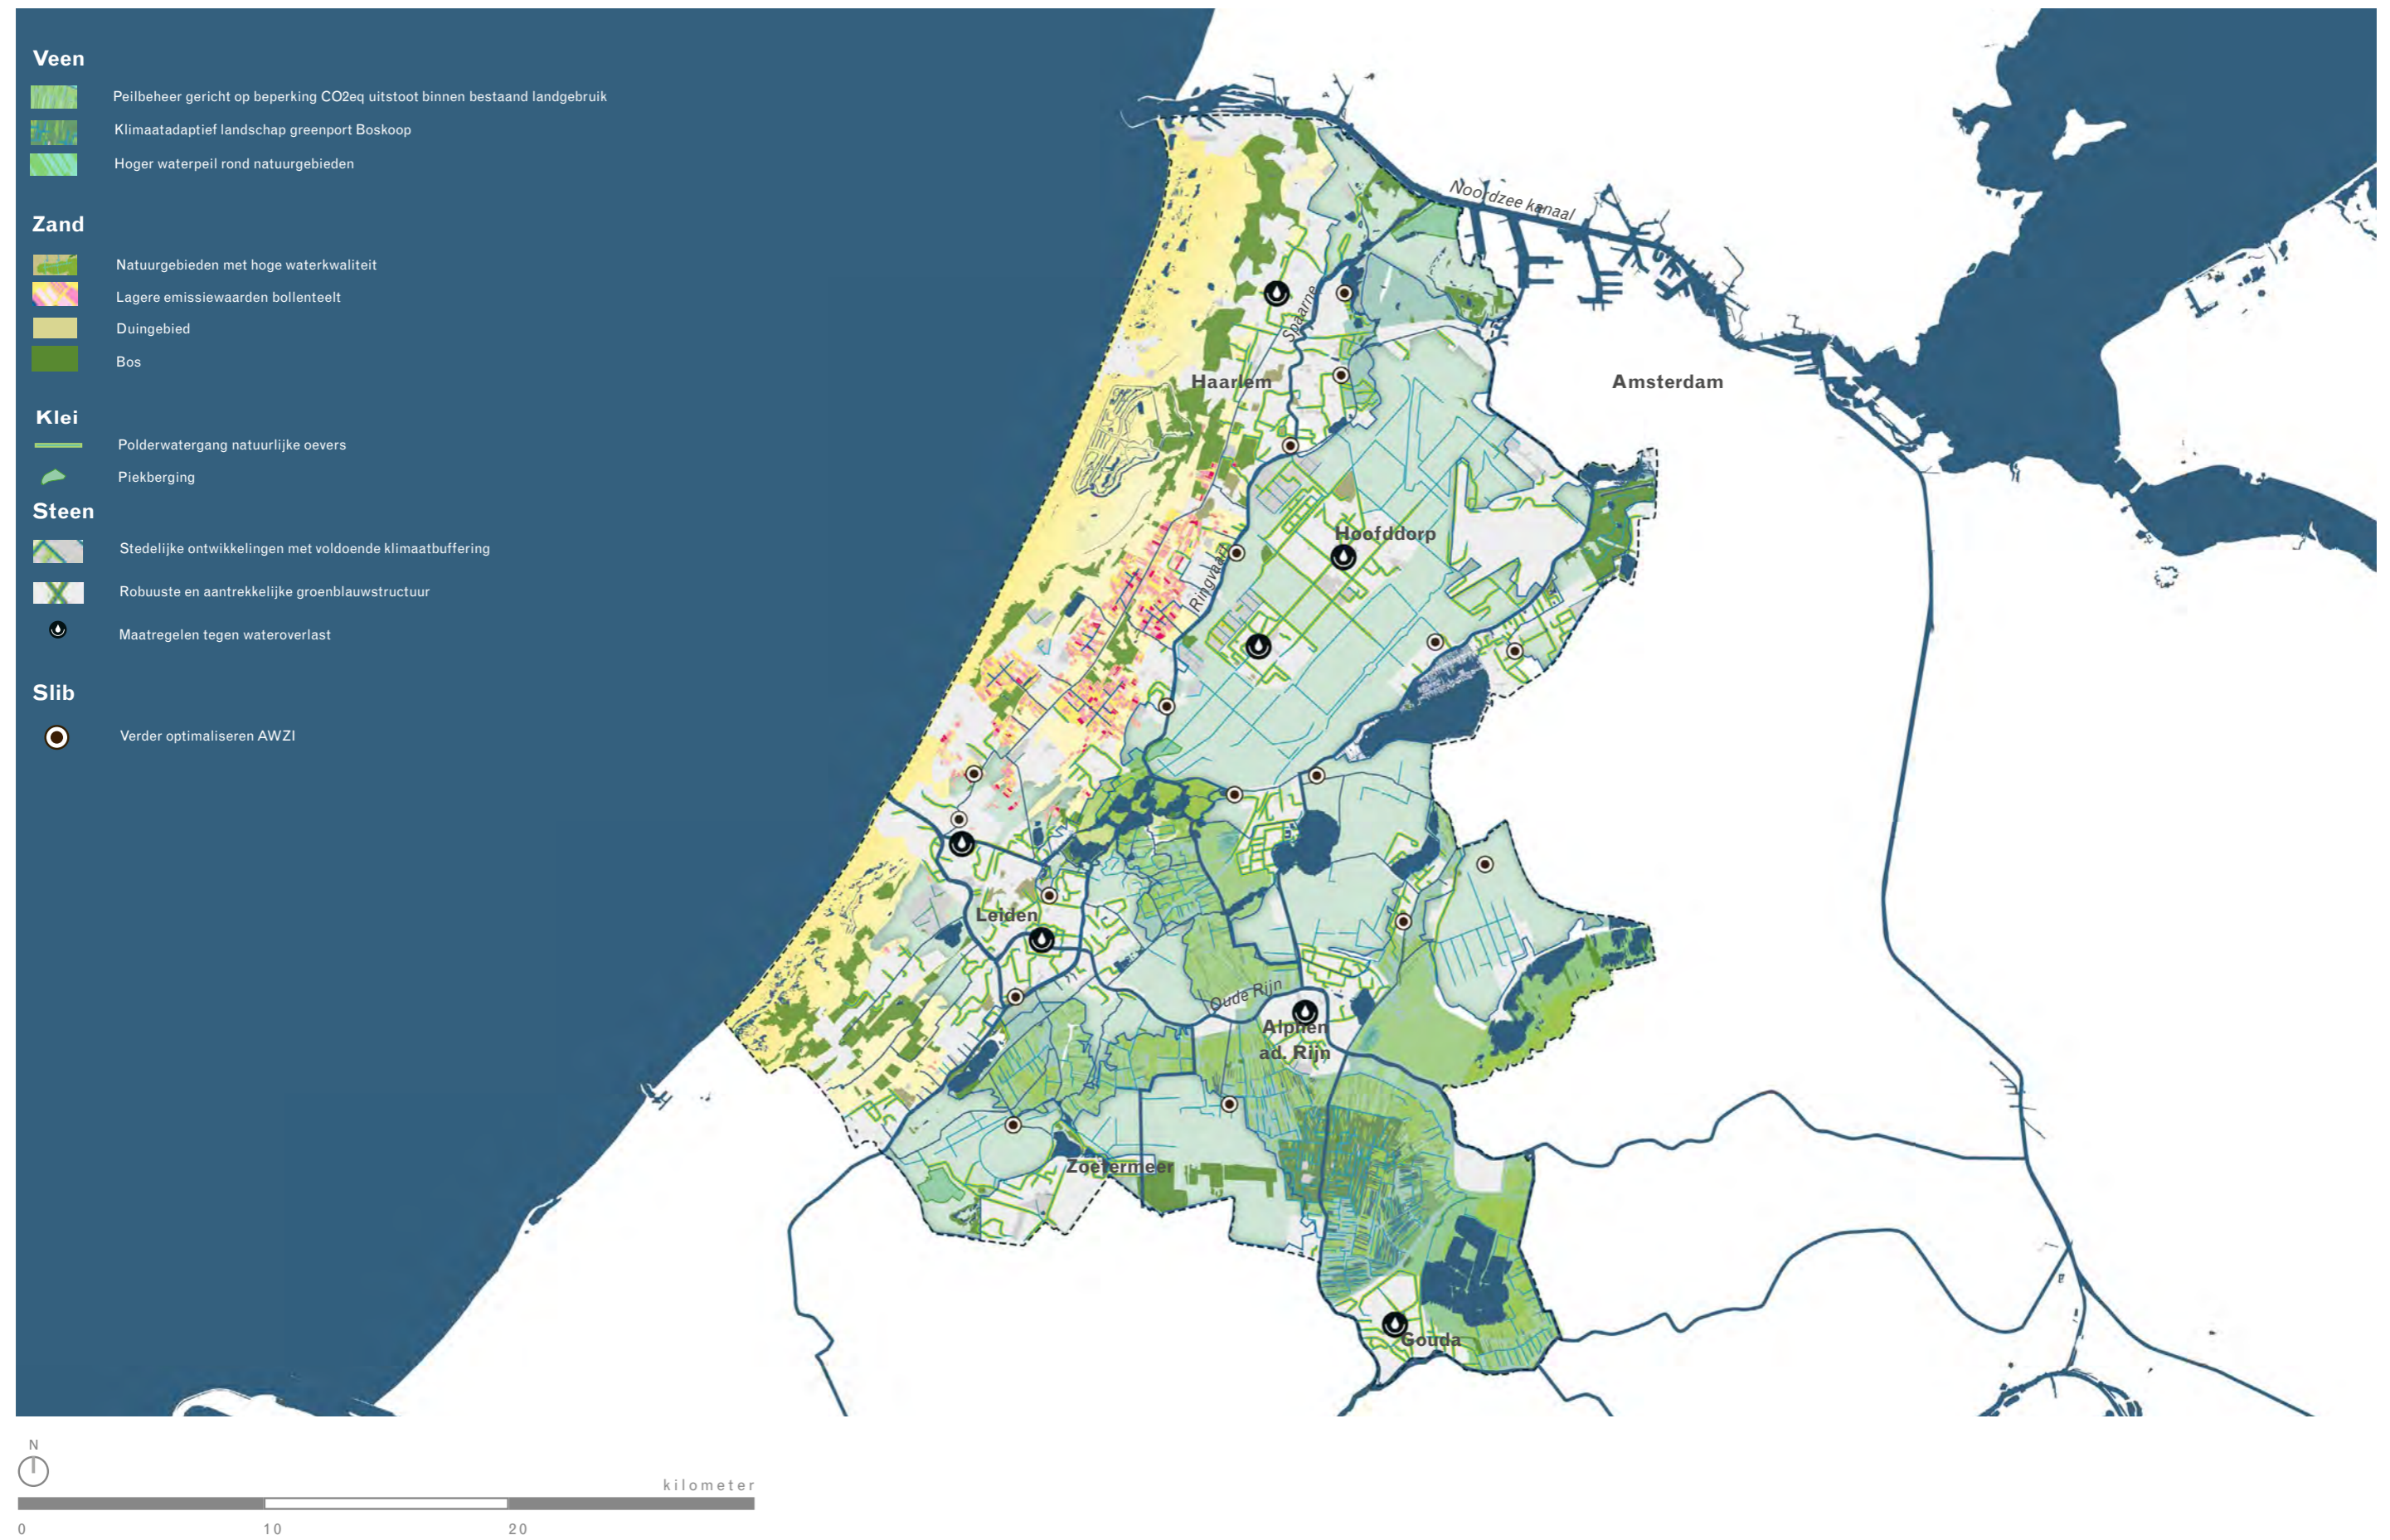 Veen
Peilbeheer gericht op beperking CO2eq uitstoot binnen bestaand landgebruik
Klimaatadaptief landschap greenport Boskoop
Hoger waterpeil rond natuurgebieden
Zand
Natuurgebieden met hoge waterkwaliteit
Lagere emissiewaarden bollenteelt
Duingebied
Bos
Klei
Polderwatergang natuurlijke oevers
Piekberging
Steen
Stedelijke ontwikkelingen met voldoende klimaatbuffering
Robuuste en aantrekkelijke groenblauwstructuur
Maatregelen tegen wateroverlast
Slib
Verder optimaliseren AWZI
Noordzee kanaal
Spaarne
Haarlem
Amsterdam
Hoofddorp
Ringvaart
Leiden
Oude Rijn
Alphen
ad. Rijn
Zoetermeer
Gouda
N
kilometer
0 10 20